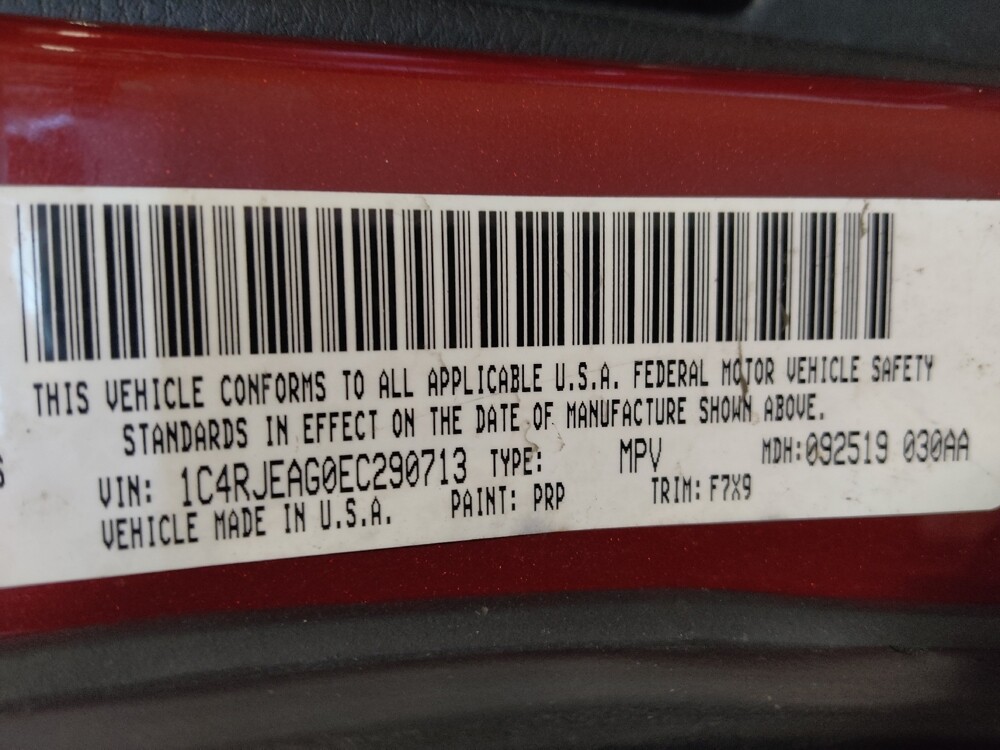 THIS VEHICLE CONFORMS TO ALL APPLICABLE U.S.A. FEDERAL MOTOR VEHICLE SAFETY
STANDARDS IN EFFECT ON THE DATE OF MANUFACTURE SHOWN ABOVE.
VIN: 1C4RJEAG0EC290713 TYPE: MPV MDH:092519 030AA
VEHICLE MADE IN U.S.A. PAINT: PRP TRIM: F7X9